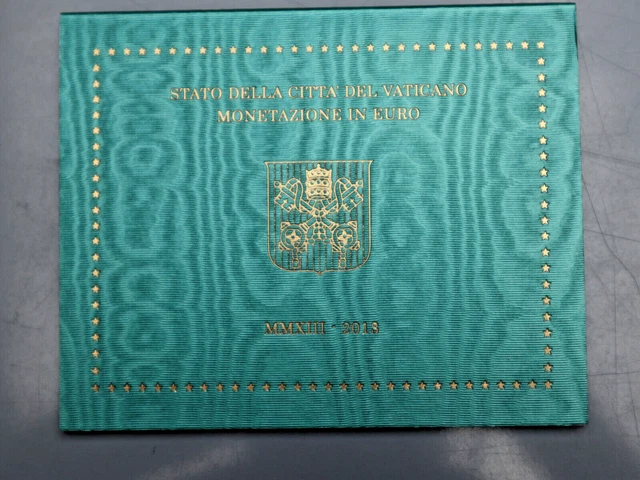 STATO DELLA CITTA' DEL VATICANO
MONETAZIONE IN EURO
MMXIII - 2013